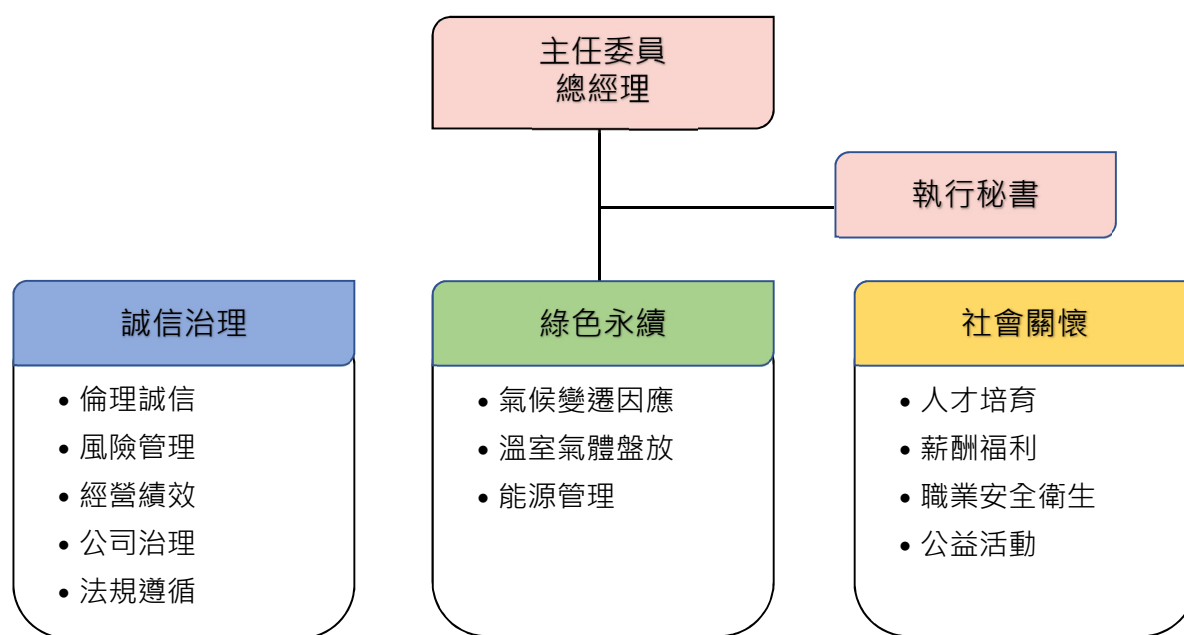 主任委員
總經理
執行秘書
誠信治理
• 倫理誠信
• 風險管理
• 經營績效
• 公司治理
• 法規遵循
綠色永續
• 氣候變遷因應
• 溫室氣體盤放
• 能源管理
社會關懷
• 人才培育
• 薪酬福利
• 職業安全衛生
• 公益活動